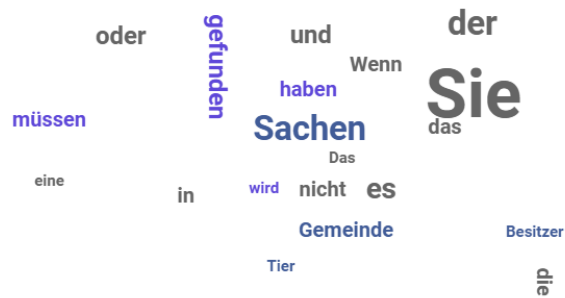 der
oder
gefunden
und
Wenn
haben
Sie
müssen
Sachen
das
Das
eine
in
wird
nicht
es
Gemeinde
Besitzer
Tier
die